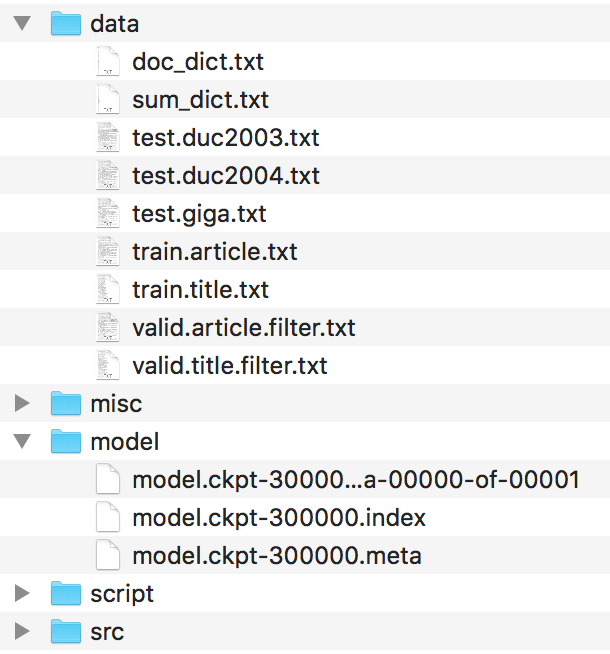 data
doc_dict.txt
sum_dict.txt
test.duc2003.txt
test.duc2004.txt
test.giga.txt
train.article.txt
train.title.txt
valid.article.filter.txt
valid.title.filter.txt
misc
model
model.ckpt-30000...a-00000-of-00001
model.ckpt-300000.index
model.ckpt-300000.meta
script
src